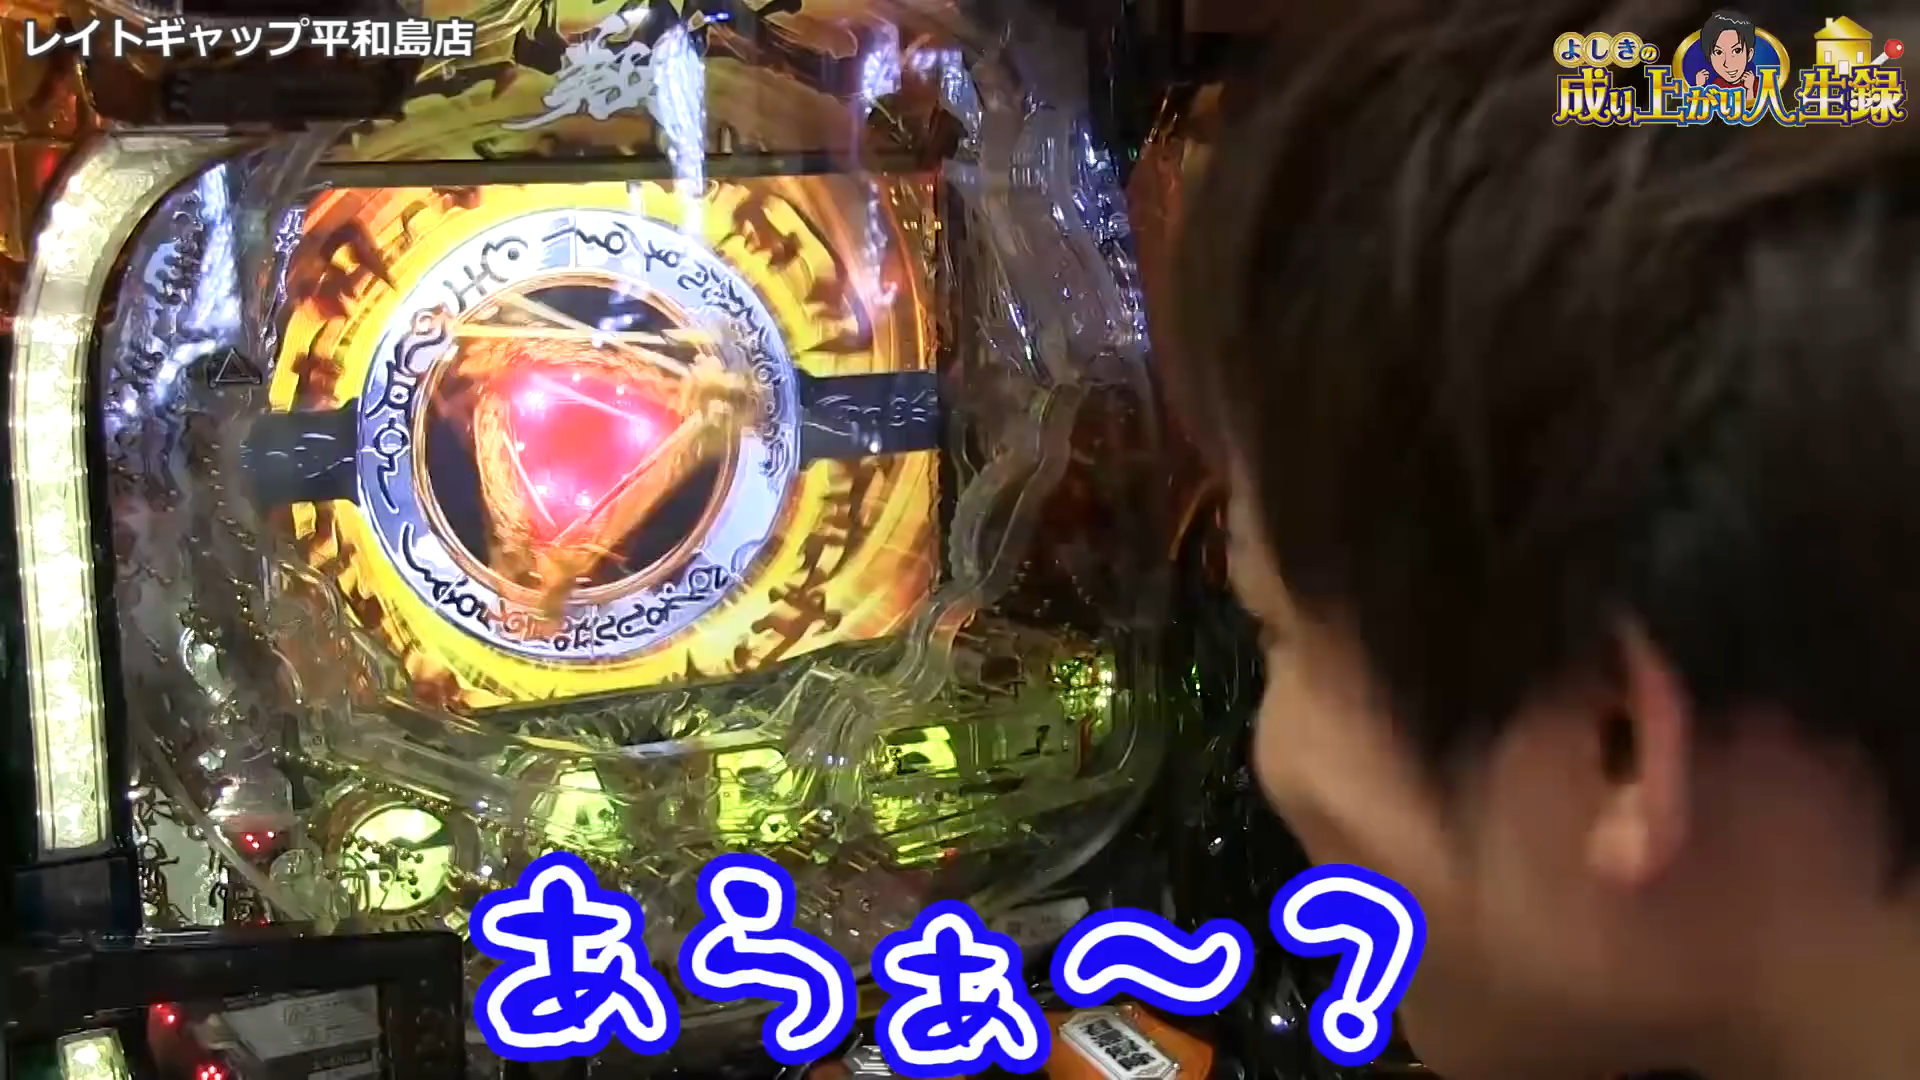 レイトギャップ平和島店
よしきの
成り上がり人生録
あらぁ～？